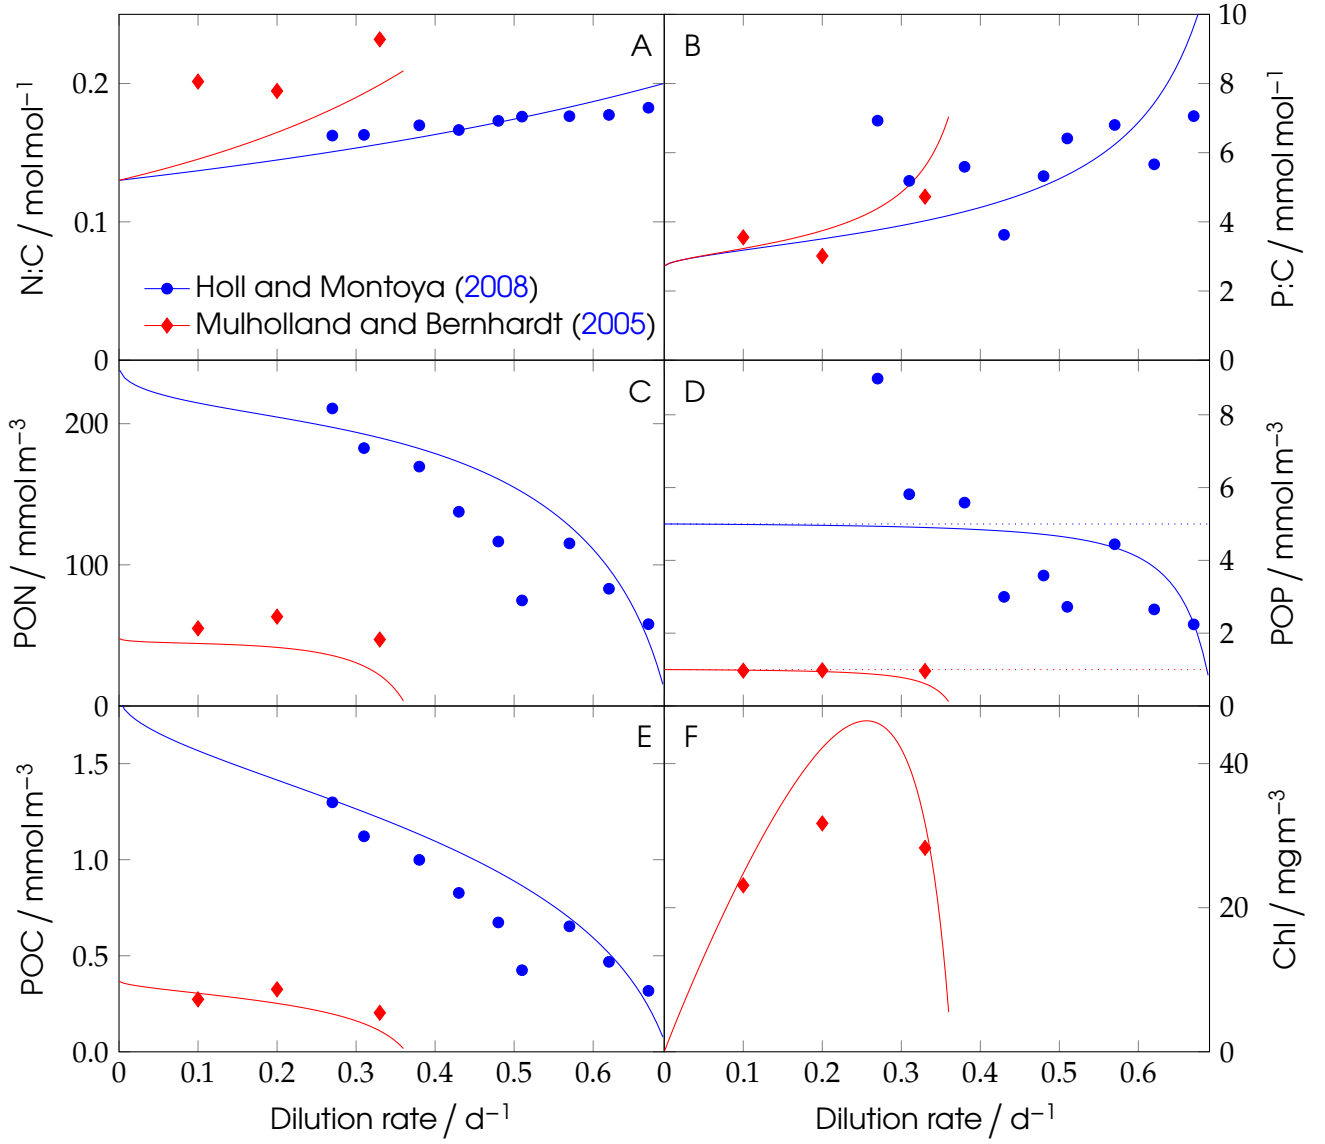 A
B
10
0.2
8
6
0.1
4
2
0
0
N:C / mol mol⁻¹
P:C / mmol mol⁻¹
Holl and Montoya (2008)
Mulholland and Bernhardt (2005)
C
D
200
8
6
100
4
2
0
0
PON / mmol m⁻³
POP / mmol m⁻³
E
F
1.5
40
1.0
20
0.5
0.0
0
POC / mmol m⁻³
Chl / mg m⁻³
0 0.1 0.2 0.3 0.4 0.5 0.6
0 0.1 0.2 0.3 0.4 0.5 0.6
Dilution rate / d⁻¹
Dilution rate / d⁻¹